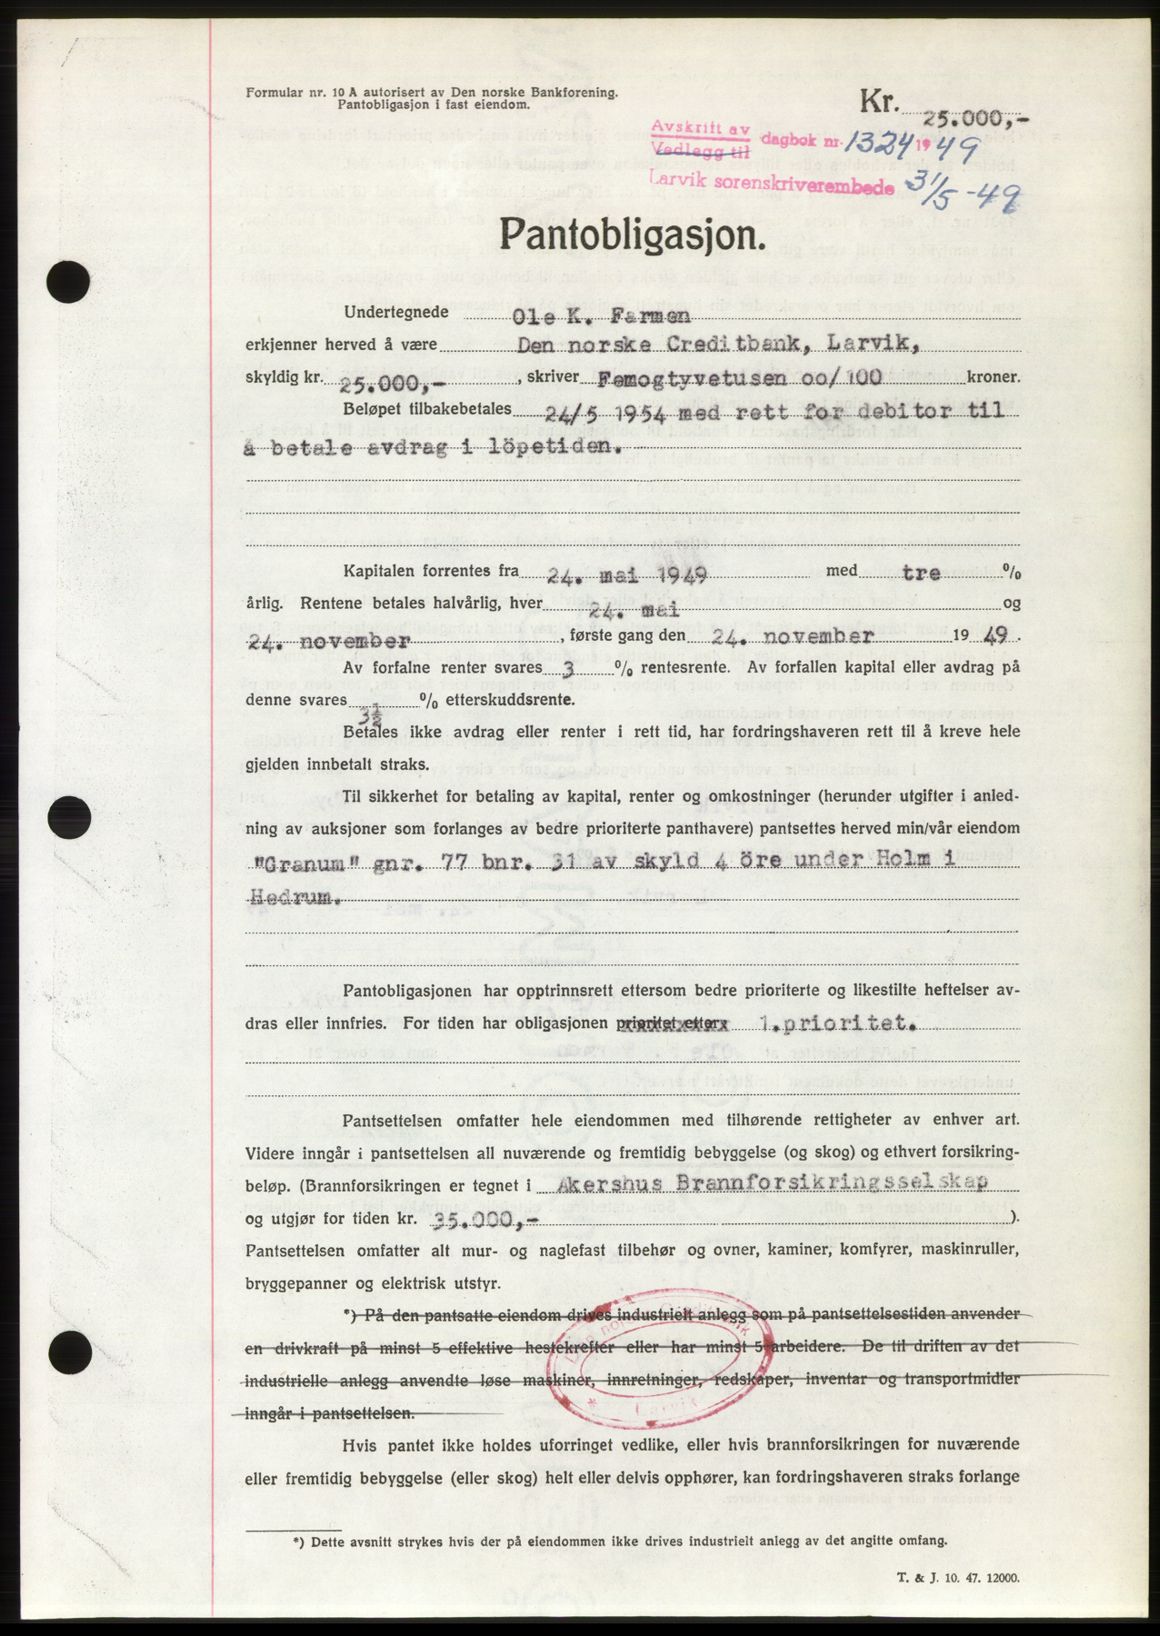 Formular nr. 10 A autorisert av Den norske Bankforening.
Pantobligasjon i fast eiendom.
Kr. 25.000,-
Avskrift av
Vedlegg til
dagbok nr. 1324 1949
Larvik sorenskriverembede 31/5-49
Pantobligasjon.
Undertegnede Ole K. Farmen
erkjenner herved å være Den norske Creditbank, Larvik,
skyldig kr. 25.000,- , skriver Femogtyvetusen oo/100 kroner.
Beløpet tilbakebetales 24/5 1954 med rett for debitor til
å betale avdrag i löpetiden.
Kapitalen forrentes fra 24. mai 1949 med tre %
årlig. Rentene betales halvårlig, hver 24. mai og
24. november , første gang den 24. november 1949.
Av forfalne renter svares 3 % rentesrente. Av forfallen kapital eller avdrag på
denne svares 3½ % etterskuddsrente.
Betales ikke avdrag eller renter i rett tid, har fordringshaveren rett til å kreve hele
gjelden innbetalt straks.
Til sikkerhet for betaling av kapital, renter og omkostninger (herunder utgifter i anled-
ning av auksjoner som forlanges av bedre prioriterte panthavere) pantsettes herved min/vår eiendom
"Granum" gnr. 77 bnr. 31 av skyld 4 öre under Holm i
Hedrum.
Pantobligasjonen har opptrinnsrett ettersom bedre prioriterte og likestilte heftelser av-
dras eller innfries. For tiden har obligasjonen prioritet etter 1.prioritet.
Pantsettelsen omfatter hele eiendommen med tilhørende rettigheter av enhver art.
Videre inngår i pantsettelsen all nuværende og fremtidig bebyggelse (og skog) og ethvert forsikring-
beløp. (Brannforsikringen er tegnet i Akershus Brannforsikringsselskap
og utgjør for tiden kr. 35.000,- ).
Pantsettelsen omfatter alt mur- og naglefast tilbehør og ovner, kaminer, komfyrer, maskinruller,
bryggepanner og elektrisk utstyr.
*) På den pantsatte eiendom drives industrielt anlegg som på pantsettelsestiden anvender
en drivkraft på minst 5 effektive hestekrefter eller har minst 5 arbeidere. De til driften av det
industrielle anlegg anvendte løse maskiner, innretninger, redskaper, inventar og transportmidler
inngår i pantsettelsen.
Larvik
Hvis pantet ikke holdes uforringet vedlike, eller hvis brannforsikringen for nuværende
eller fremtidig bebyggelse (eller skog) helt eller delvis opphører, kan fordringshaveren straks forlange
*) Dette avsnitt strykes hvis der på eiendommen ikke drives industrielt anlegg av det angitte omfang.
T. & J. 10. 47. 12000.